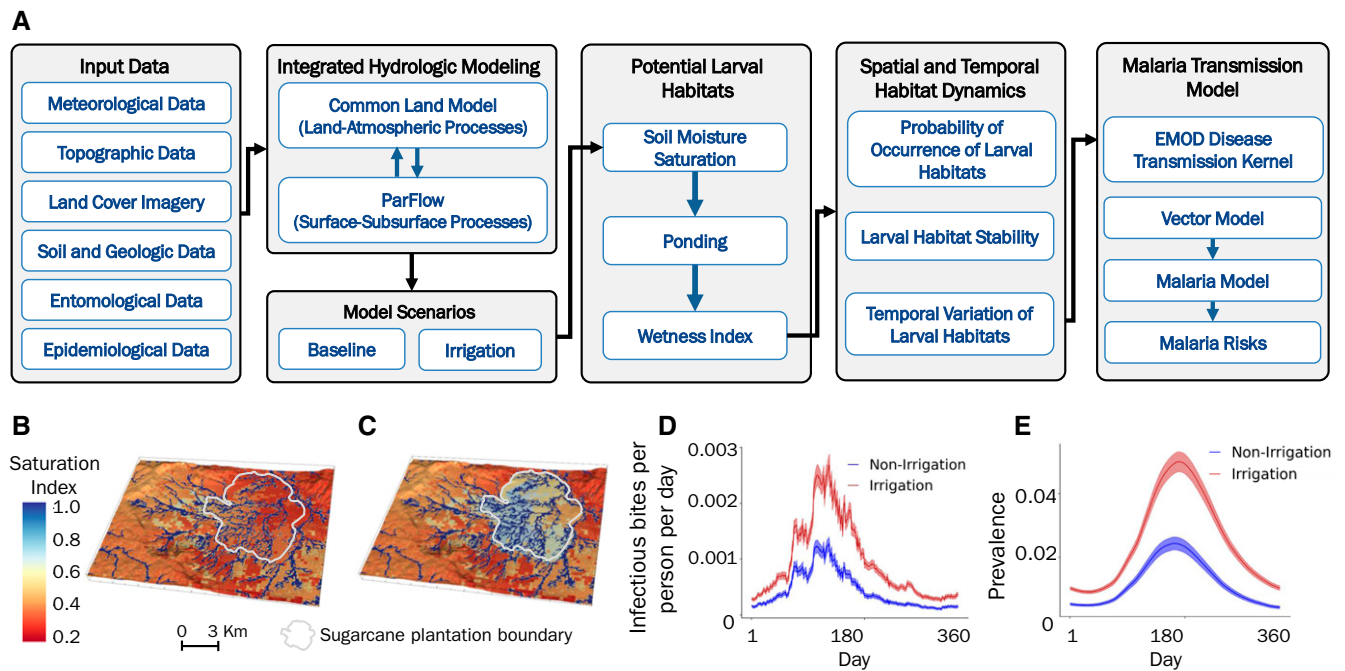 A
Input Data
Meteorological Data
Topographic Data
Land Cover Imagery
Soil and Geologic Data
Entomological Data
Epidemiological Data
Integrated Hydrologic Modeling
Common Land Model
(Land-Atmospheric Processes)
ParFlow
(Surface-Subsurface Processes)
Model Scenarios
Baseline
Irrigation
Potential Larval
Habitats
Soil Moisture
Saturation
Ponding
Wetness Index
Spatial and Temporal
Habitat Dynamics
Probability of
Occurrence of Larval
Habitats
Larval Habitat Stability
Temporal Variation of
Larval Habitats
Malaria Transmission
Model
EMOD Disease
Transmission Kernel
Vector Model
Malaria Model
Malaria Risks
B
Saturation
Index
1.0
0.8
0.6
0.4
0.2
0 3 Km
Sugarcane plantation boundary
C
D
Infectious bites per
person per day
0.003
0.002
0.001
0
Non-Irrigation
Irrigation
1 180 360
Day
E
Prevalence
0.04
0.02
0
Non-Irrigation
Irrigation
1 180 360
Day